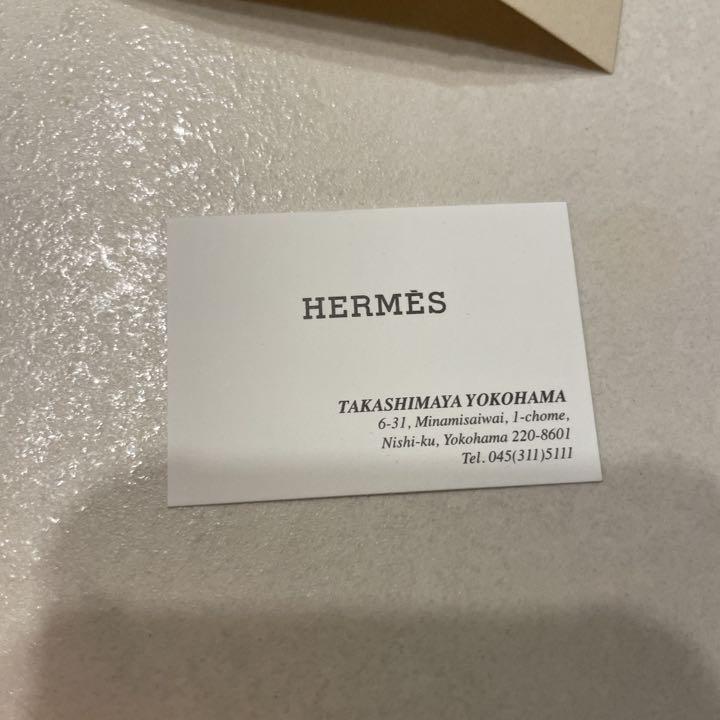 HERMÈS
TAKASHIMAYA YOKOHAMA
6-31, Minamisaiwai, 1-chome,
Nishi-ku, Yokohama 220-8601
Tel. 045(311)5111